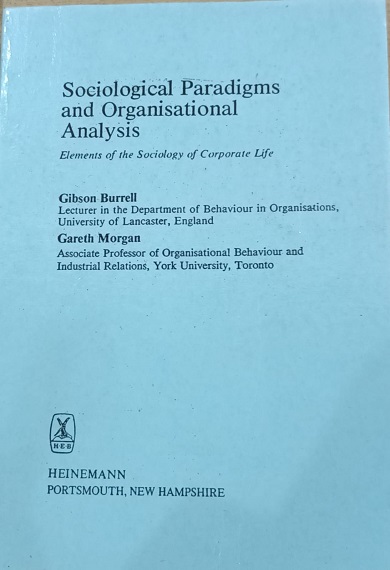 Sociological Paradigms
and Organisational
Analysis
Elements of the Sociology of Corporate Life
Gibson Burrell
Lecturer in the Department of Behaviour in Organisations,
University of Lancaster, England
Gareth Morgan
Associate Professor of Organisational Behaviour and
Industrial Relations, York University, Toronto
H·E·B
HEINEMANN
PORTSMOUTH, NEW HAMPSHIRE